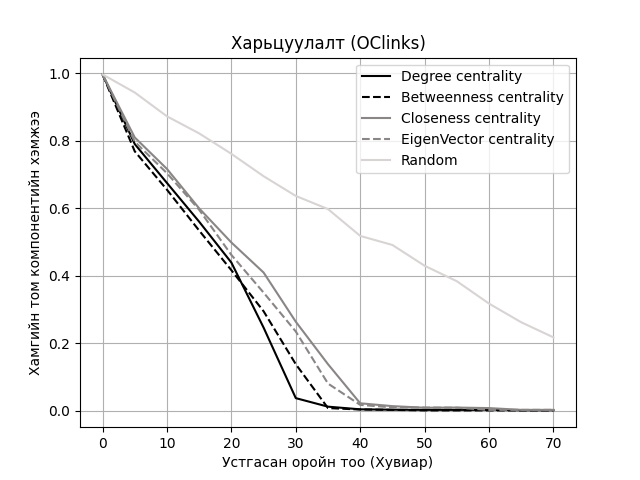 Харьцуулалт (OClinks)
Хамгийн том компонентийн хэмжээ
1.0
0.8
0.6
0.4
0.2
0.0
Degree centrality
Betweenness centrality
Closeness centrality
EigenVector centrality
Random
0 10 20 30 40 50 60 70
Устгасан оройн тоо (Хувиар)